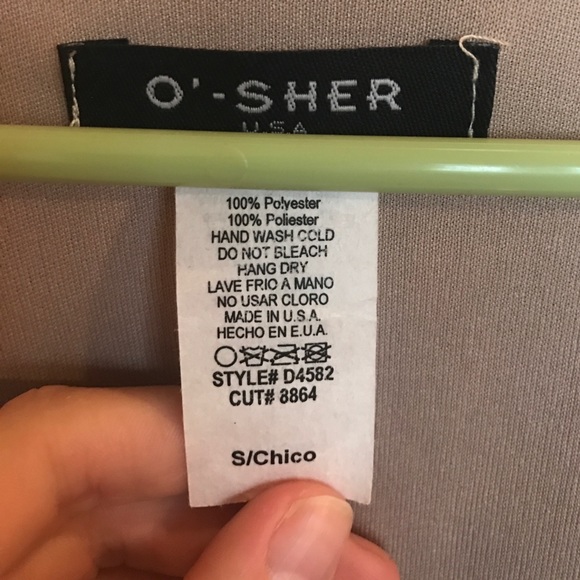 O'-SHER
U.S.A
100% Polyester
100% Poliester
HAND WASH COLD
DO NOT BLEACH
HANG DRY
LAVE FRIO A MANO
NO USAR CLORO
MADE IN U.S.A.
HECHO EN E.U.A.
STYLE# D4582
CUT# 8864
S/Chico